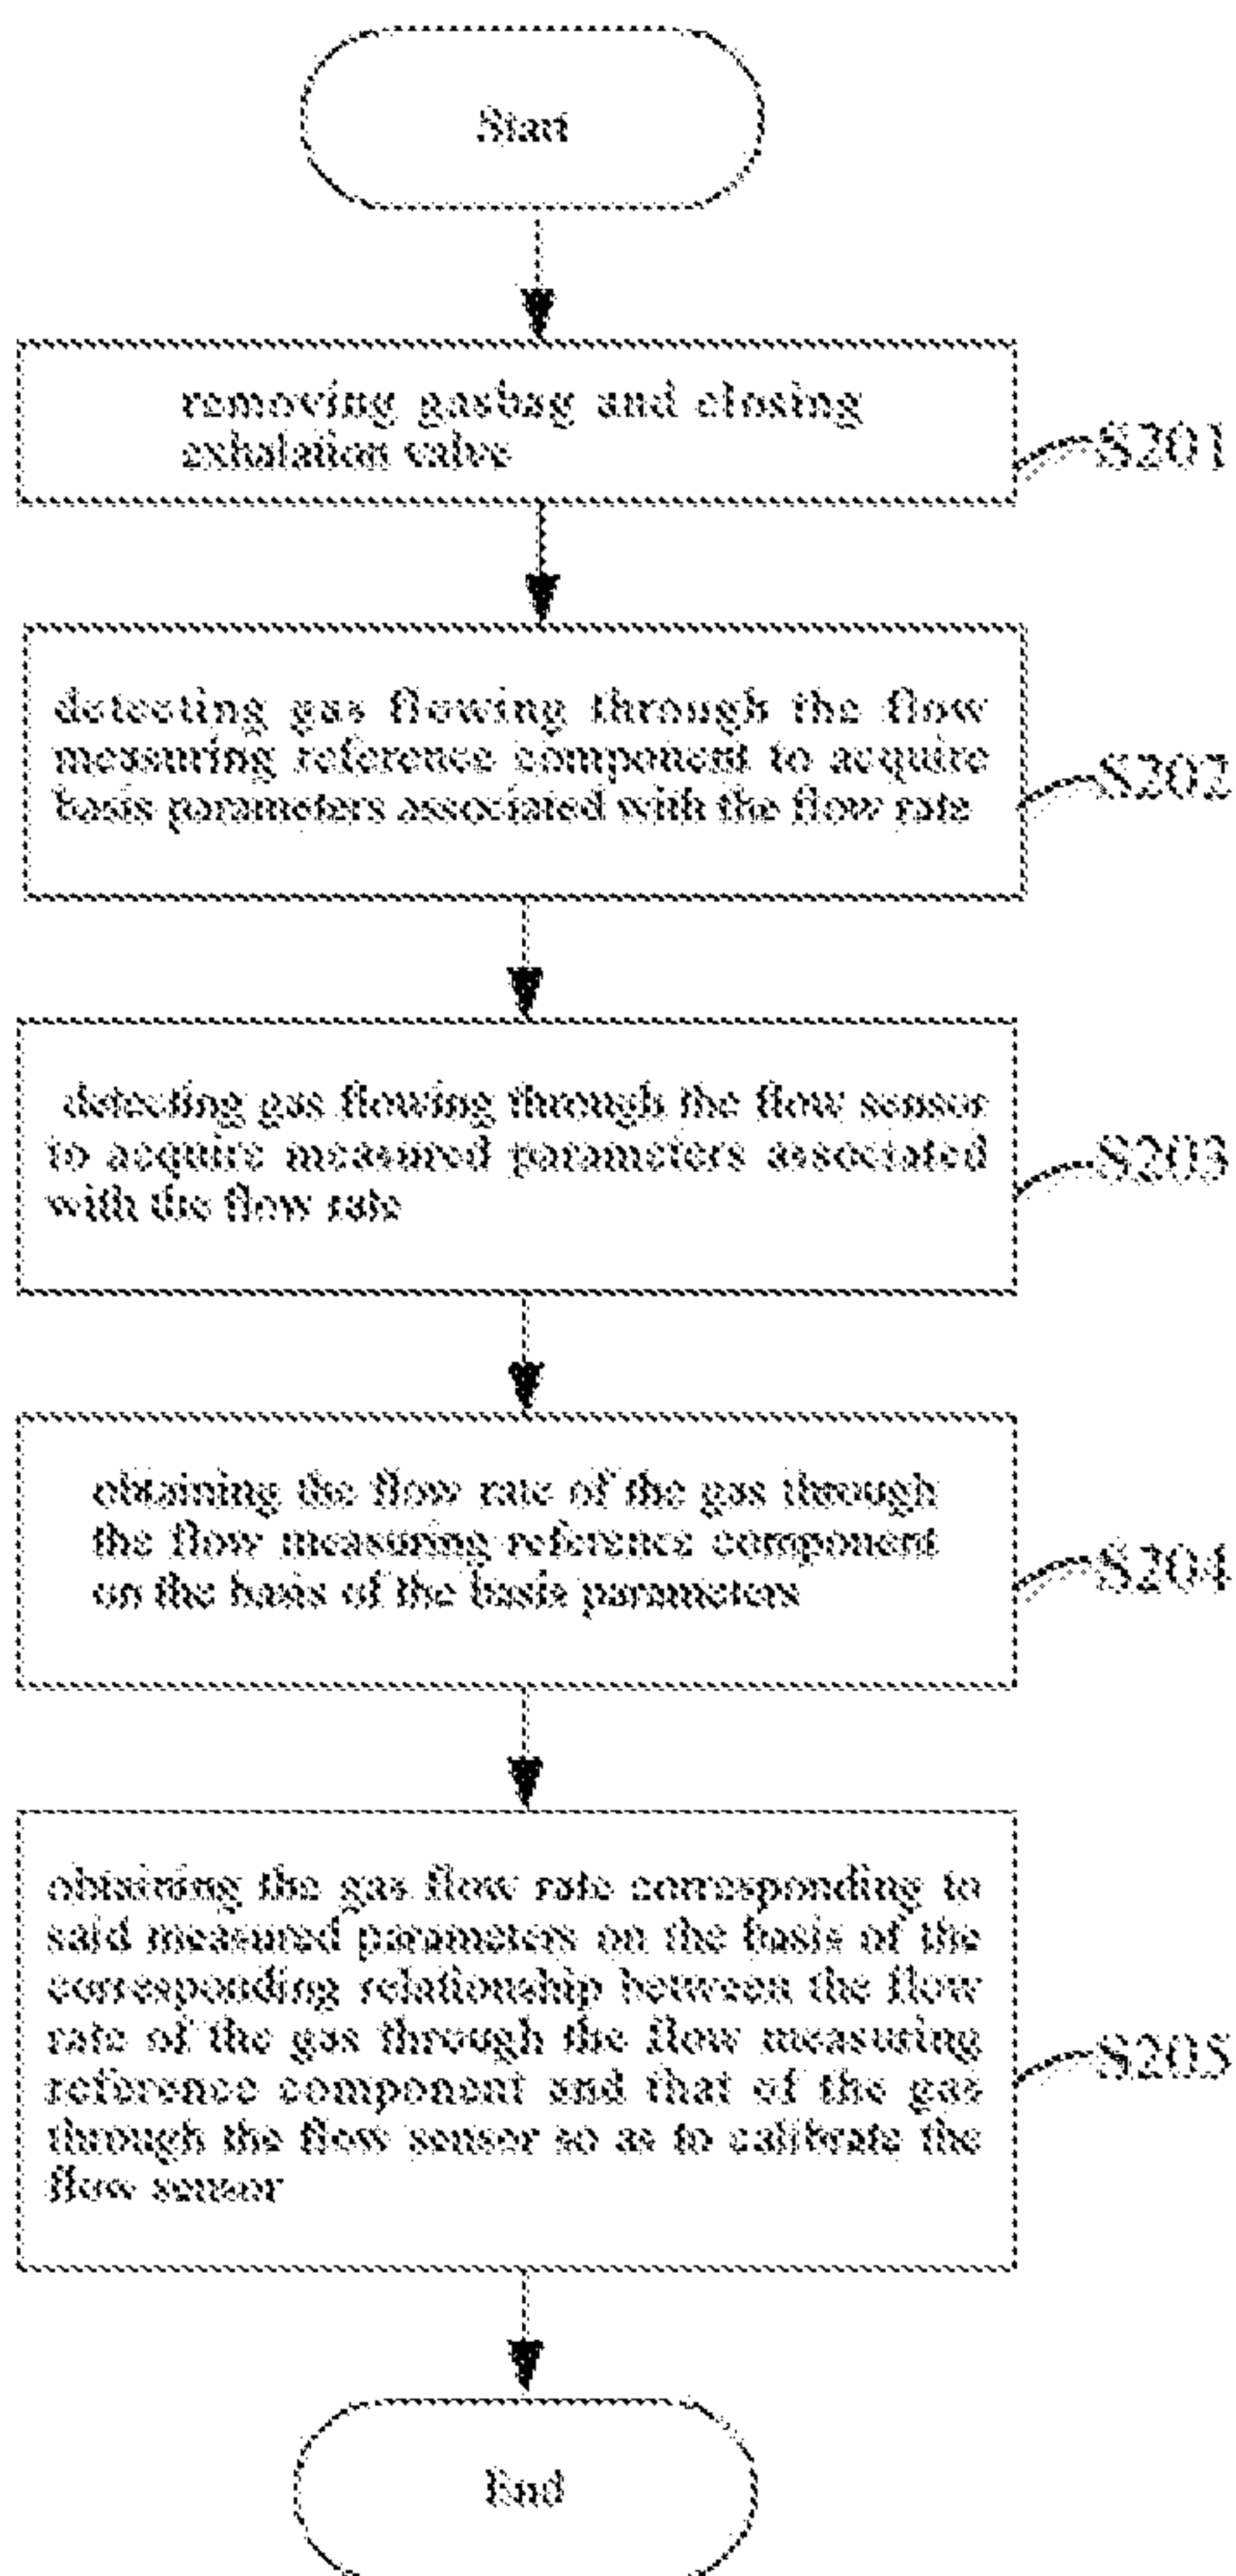 Start
removing gasbag and closing
exhalation valve
S201
detecting gas flowing through the flow
measuring reference component to acquire
basis parameters associated with the flow rate
S202
detecting gas flowing through the flow sensor
to acquire measured parameters associated
with the flow rate
S203
obtaining the flow rate of the gas through
the flow measuring reference component
on the basis of the basis parameters
S204
obtaining the gas flow rate corresponding to
said measured parameters on the basis of the
corresponding relationship between the flow
rate of the gas through the flow measuring
reference component and that of the gas
through the flow sensor so as to calibrate the
flow sensor
S205
End